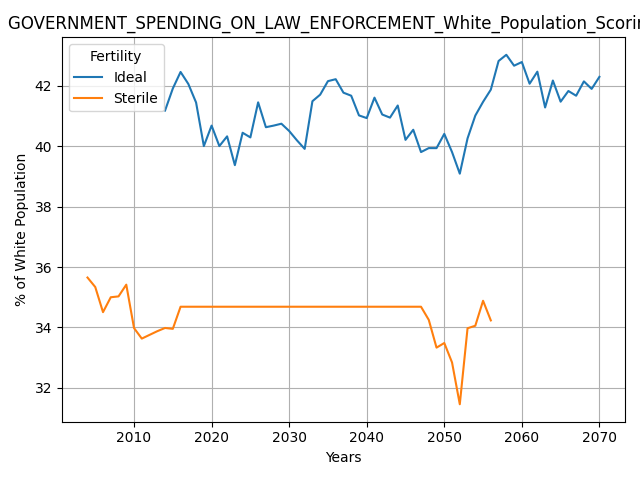 GOVERNMENT_SPENDING_ON_LAW_ENFORCEMENT_White_Population_Scorin
Fertility
Ideal
Sterile
% of White Population
42
40
38
36
34
32
2010 2020 2030 2040 2050 2060 2070
Years